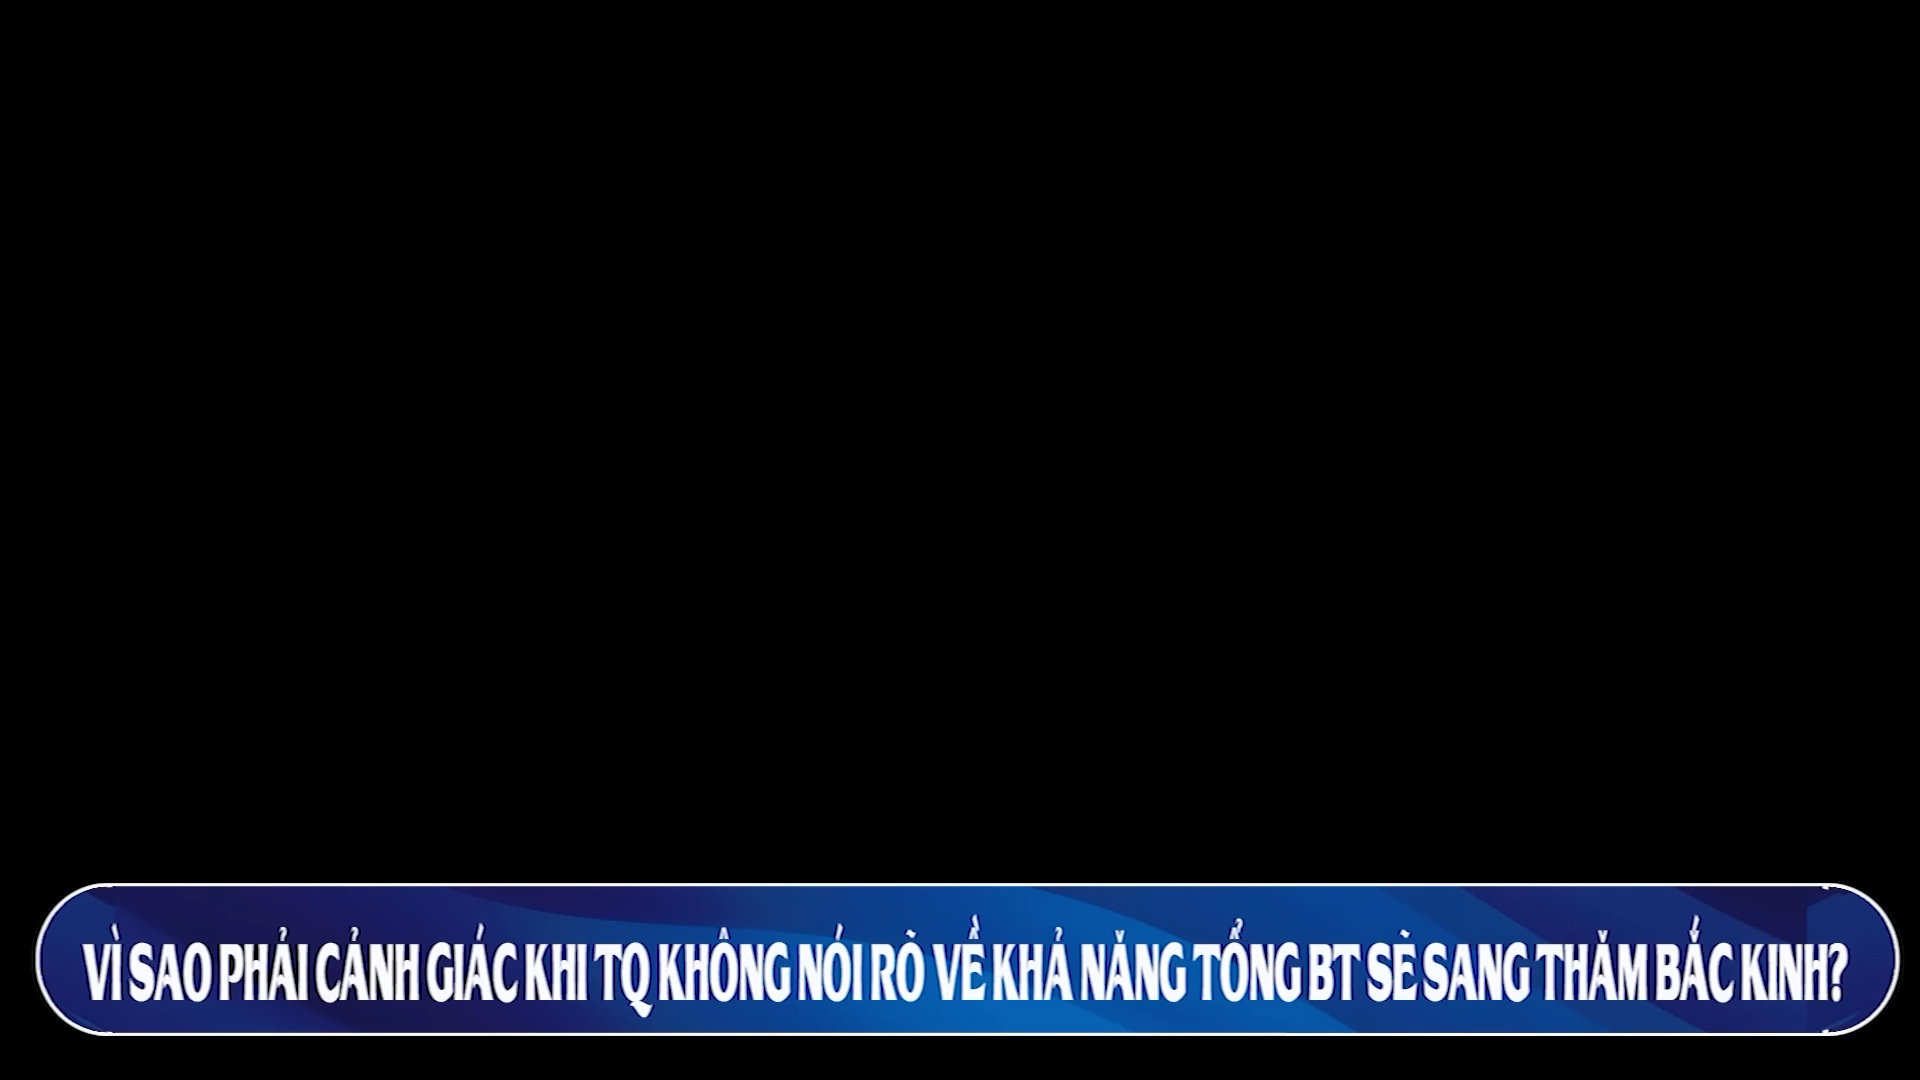 VÌ SAO PHẢI CẢNH GIÁC KHI TQ KHÔNG NÓI RÕ VỀ KHẢ NĂNG TỔNG BT SẼ SANG THĂM BẮC KINH?